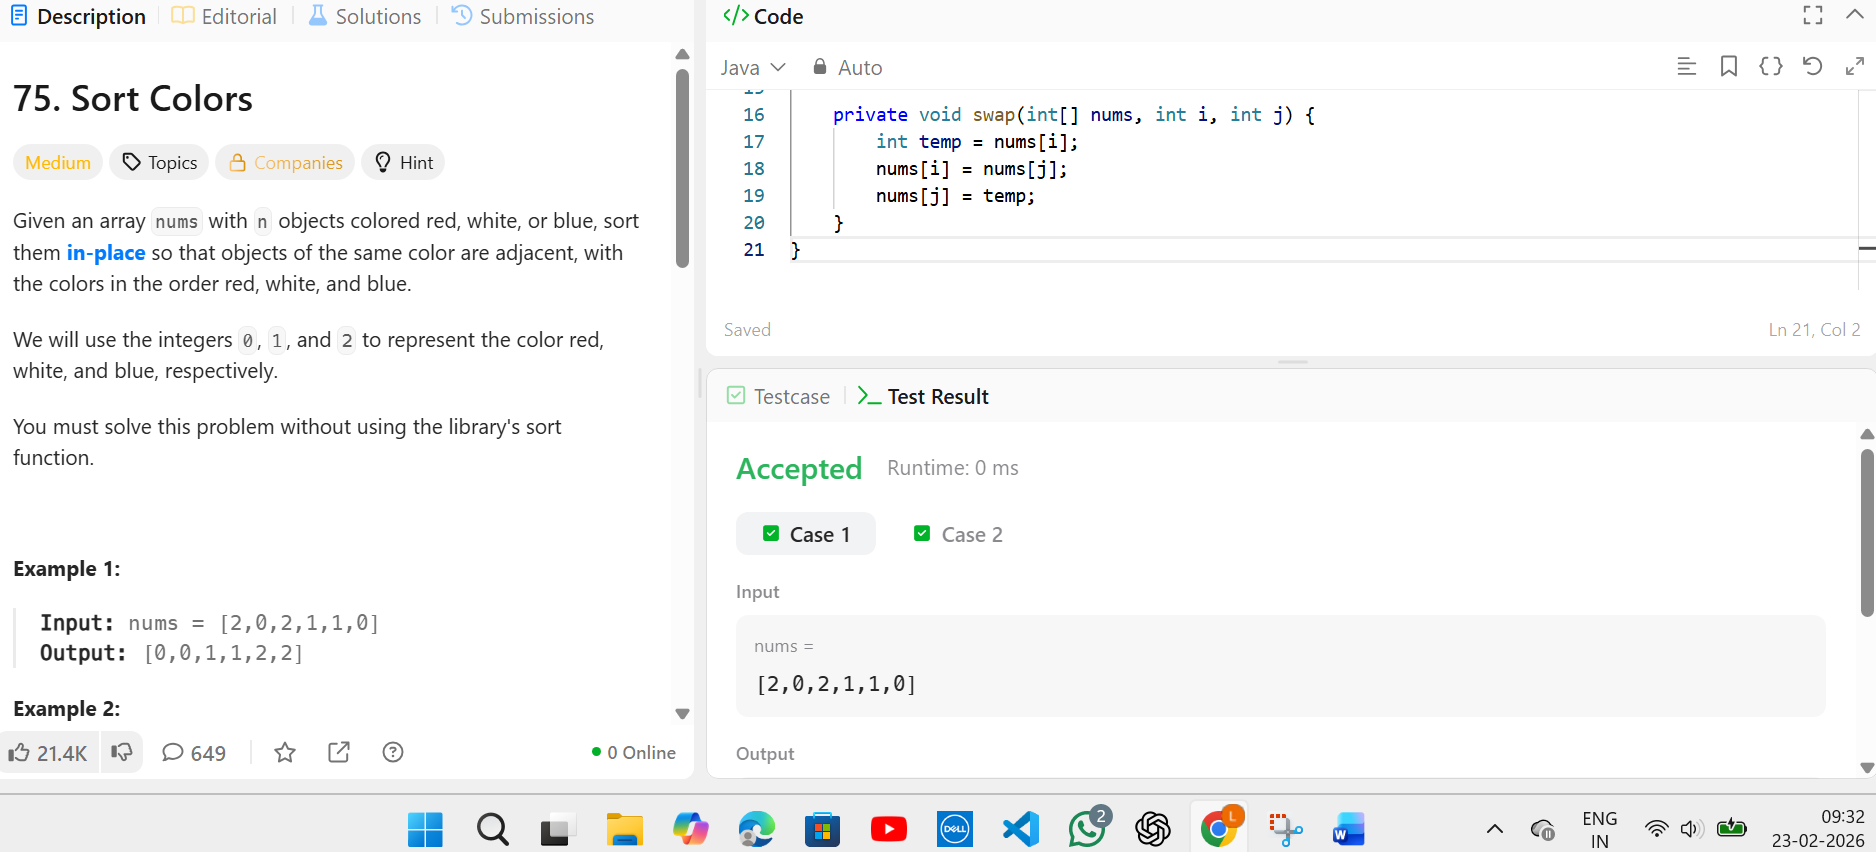 Description
Editorial
Solutions
Submissions
75. Sort Colors
Medium
Topics
Companies
Hint
Given an array nums with n objects colored red, white, or blue, sort
them in-place so that objects of the same color are adjacent, with
the colors in the order red, white, and blue.
We will use the integers 0, 1, and 2 to represent the color red,
white, and blue, respectively.
You must solve this problem without using the library's sort
function.
Example 1:
Input: nums = [2,0,2,1,1,0]
Output: [0,0,1,1,2,2]
Example 2:
21.4K
649
0 Online
</> Code
Java
Auto
16 private void swap(int[] nums, int i, int j) {
17 int temp = nums[i];
18 nums[i] = nums[j];
19 nums[j] = temp;
20 }
21 }
Saved
Ln 21, Col 2
Testcase
>_ Test Result
Accepted Runtime: 0 ms
Case 1
Case 2
Input
nums =
[2,0,2,1,1,0]
Output
DELL
2
L
W
ENG
IN
09:32
23-02-2026